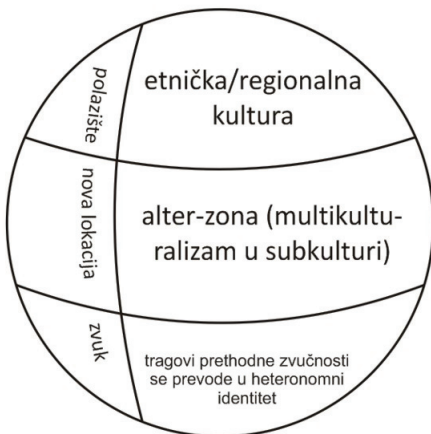 polazište
etnička/regionalna
kultura
nova lokacija
alter-zona (multikultu-
ralizam u subkulturi)
zvuk
tragovi prethodne zvučnosti
se prevode u heteronomni
identitet